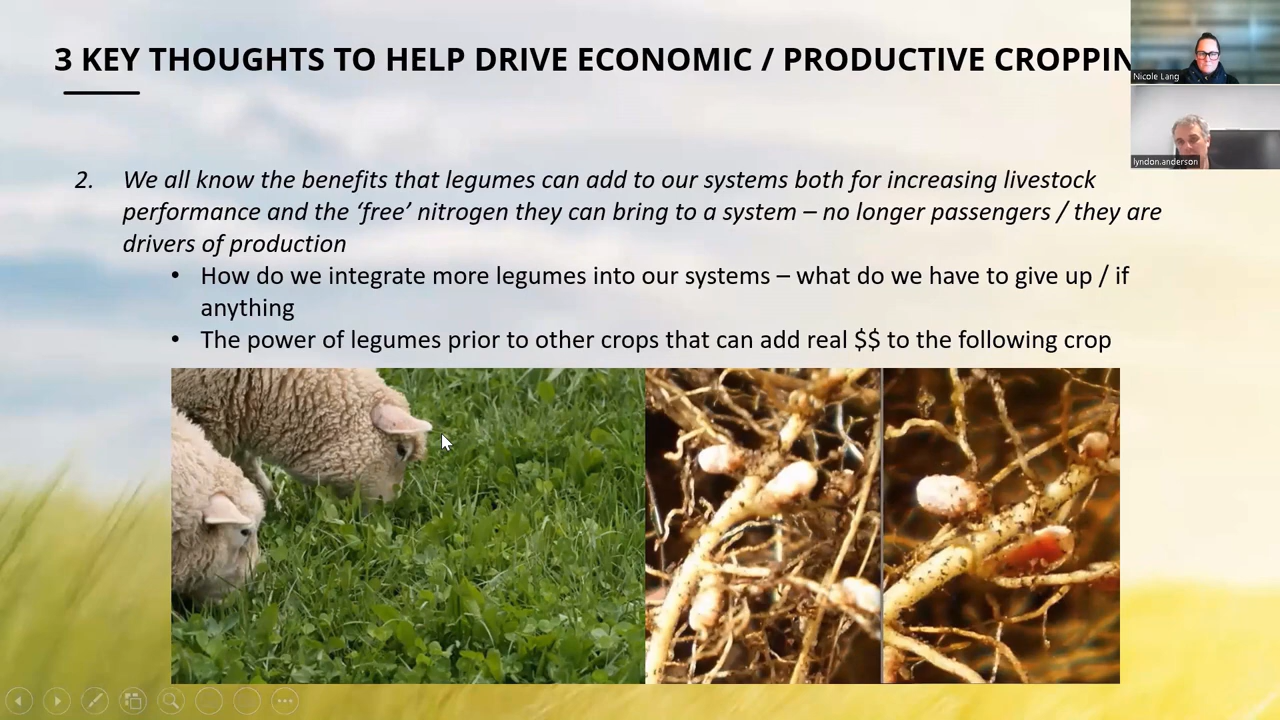 3 KEY THOUGHTS TO HELP DRIVE ECONOMIC / PRODUCTIVE CROPPIN
Nicole Lang
lyndon.anderson
2. We all know the benefits that legumes can add to our systems both for increasing livestock
performance and the ‘free’ nitrogen they can bring to a system – no longer passengers / they are
drivers of production
• How do we integrate more legumes into our systems – what do we have to give up / if
anything
• The power of legumes prior to other crops that can add real $$ to the following crop